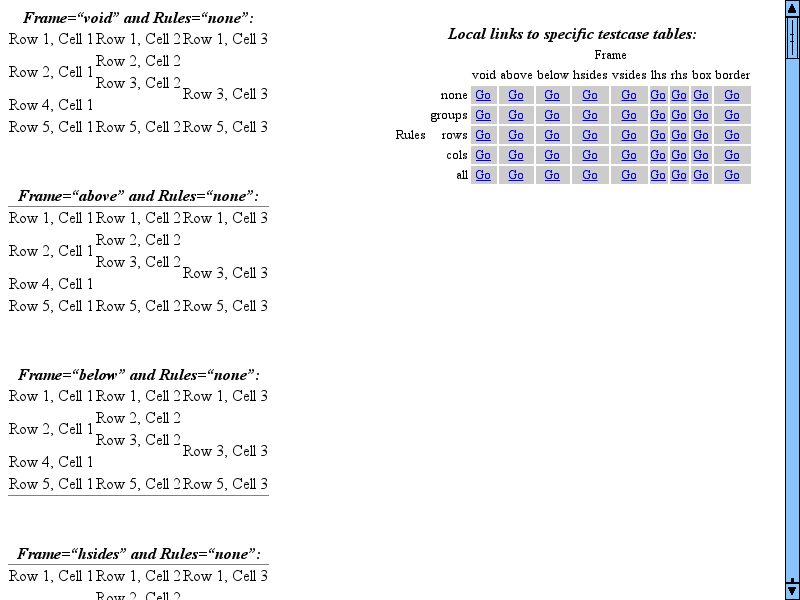 Frame=“void” and Rules=“none”:
Row 1, Cell 1 Row 1, Cell 2 Row 1, Cell 3
Row 2, Cell 2
Row 2, Cell 1
Row 3, Cell 2
Row 3, Cell 3
Row 4, Cell 1
Row 5, Cell 1 Row 5, Cell 2 Row 5, Cell 3
Frame=“above” and Rules=“none”:
Row 1, Cell 1 Row 1, Cell 2 Row 1, Cell 3
Row 2, Cell 2
Row 2, Cell 1
Row 3, Cell 2
Row 3, Cell 3
Row 4, Cell 1
Row 5, Cell 1 Row 5, Cell 2 Row 5, Cell 3
Frame=“below” and Rules=“none”:
Row 1, Cell 1 Row 1, Cell 2 Row 1, Cell 3
Row 2, Cell 2
Row 2, Cell 1
Row 3, Cell 2
Row 3, Cell 3
Row 4, Cell 1
Row 5, Cell 1 Row 5, Cell 2 Row 5, Cell 3
Frame=“hsides” and Rules=“none”:
Row 1, Cell 1 Row 1, Cell 2 Row 1, Cell 3
Row 2, Cell 2
Local links to specific testcase tables:
Frame
void above below hsides vsides lhs rhs box border
none Go Go Go Go Go Go Go Go Go
groups Go Go Go Go Go Go Go Go Go
Rules rows Go Go Go Go Go Go Go Go Go
cols Go Go Go Go Go Go Go Go Go
all Go Go Go Go Go Go Go Go Go